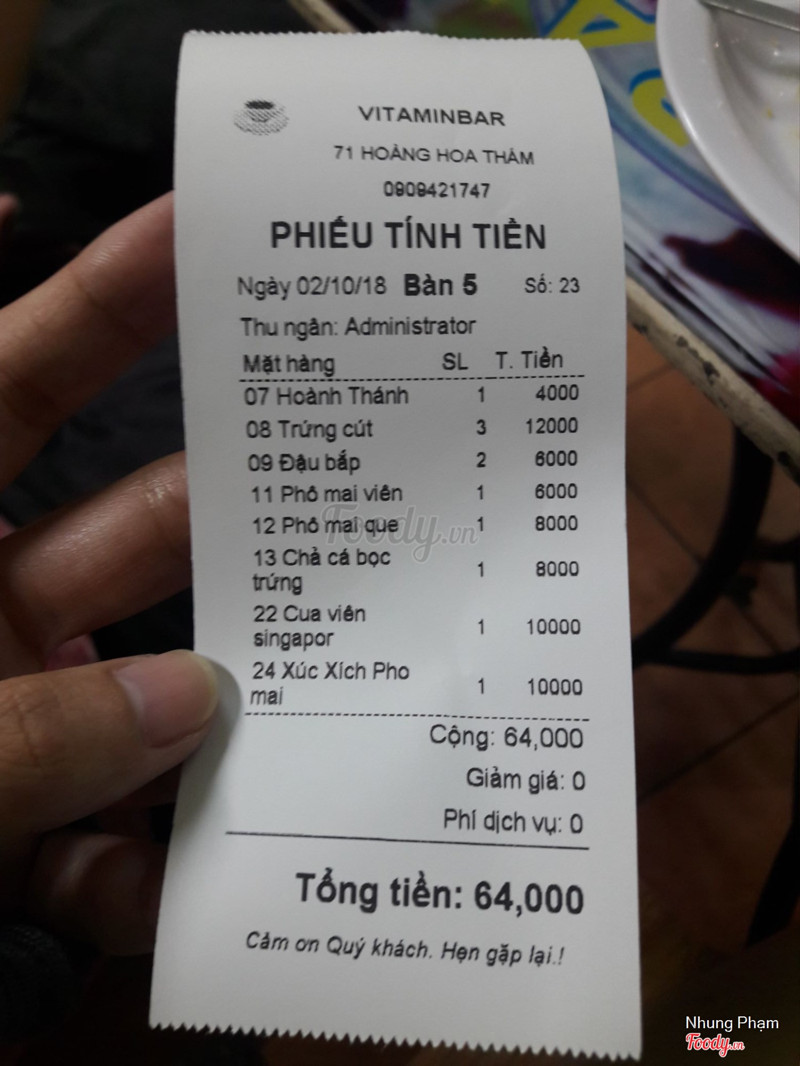 VITAMINBAR
71 HOÀNG HOA THÁM
0909421747
PHIẾU TÍNH TIỀN
Ngày 02/10/18 Bàn 5 Số: 23
Thu ngân: Administrator
Mặt hàng SL T. Tiền
07 Hoành Thánh 1 4000
08 Trứng cút 3 12000
09 Đậu bắp 2 6000
11 Phô mai viên 1 6000
12 Phô mai que 1 8000
13 Chả cá bọc
trứng 1 8000
22 Cua viên
singapor 1 10000
24 Xúc Xích Pho
mai 1 10000
Cộng: 64,000
Giảm giá: 0
Phí dịch vụ: 0
Tổng tiền: 64,000
Cảm ơn Quý khách. Hẹn gặp lại.!
Foody.vn
Nhung Phạm
Foody.vn